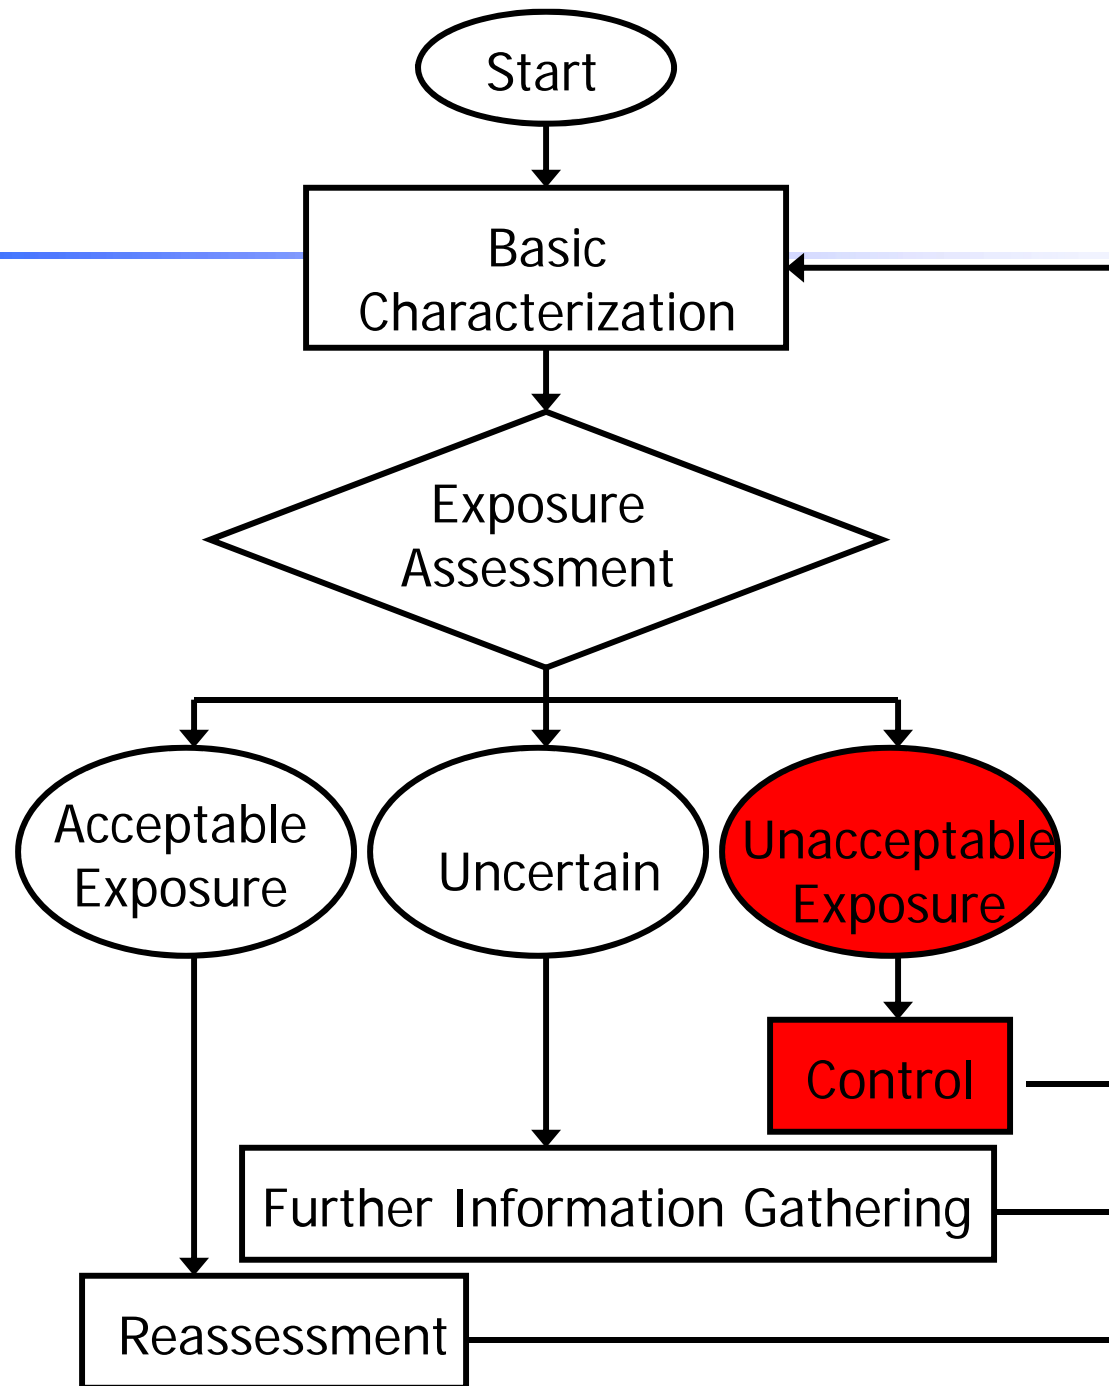 Start
Basic
Characterization
Exposure
Assessment
Acceptable
Exposure
Uncertain
Unacceptable
Exposure
Control
Further Information Gathering
Reassessment